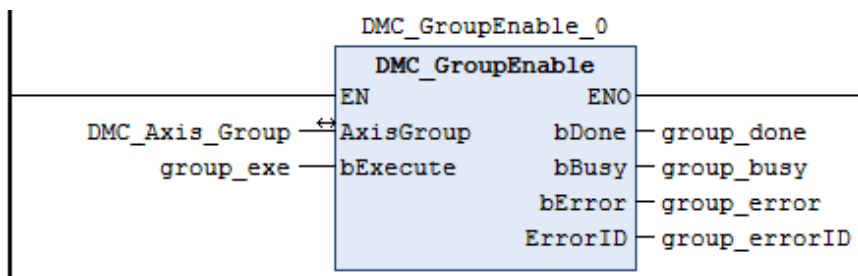 DMC_GroupEnable_0
DMC_GroupEnable
EN ENO
DMC_Axis_Group AxisGroup bDone group_done
group_exe bExecute bBusy group_busy
bError group_error
ErrorID group_errorID